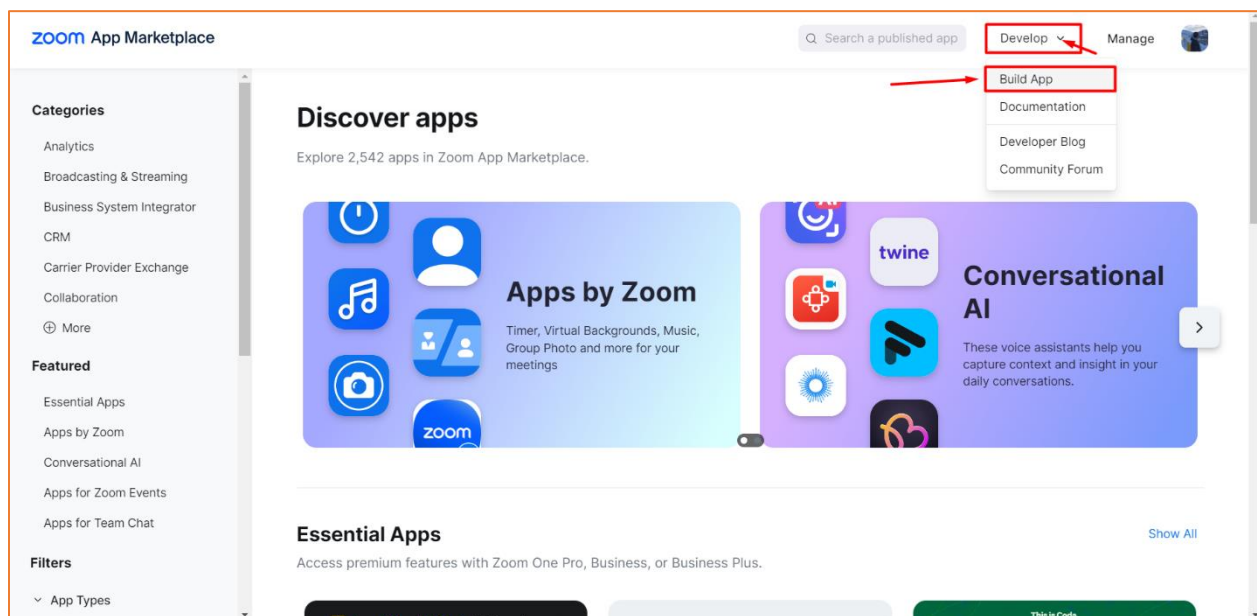 zoom App Marketplace
Search a published app
Develop
Manage
Build App
Documentation
Developer Blog
Community Forum
Categories
Analytics
Broadcasting & Streaming
Business System Integrator
CRM
Carrier Provider Exchange
Collaboration
More
Featured
Essential Apps
Apps by Zoom
Conversational AI
Apps for Zoom Events
Apps for Team Chat
Filters
App Types
Discover apps
Explore 2,542 apps in Zoom App Marketplace.
zoom
Apps by Zoom
Timer, Virtual Backgrounds, Music,
Group Photo and more for your
meetings
twine
Conversational
AI
These voice assistants help you
capture context and insight in your
daily conversations.
Essential Apps
Show All
Access premium features with Zoom One Pro, Business, or Business Plus.
This is Coda